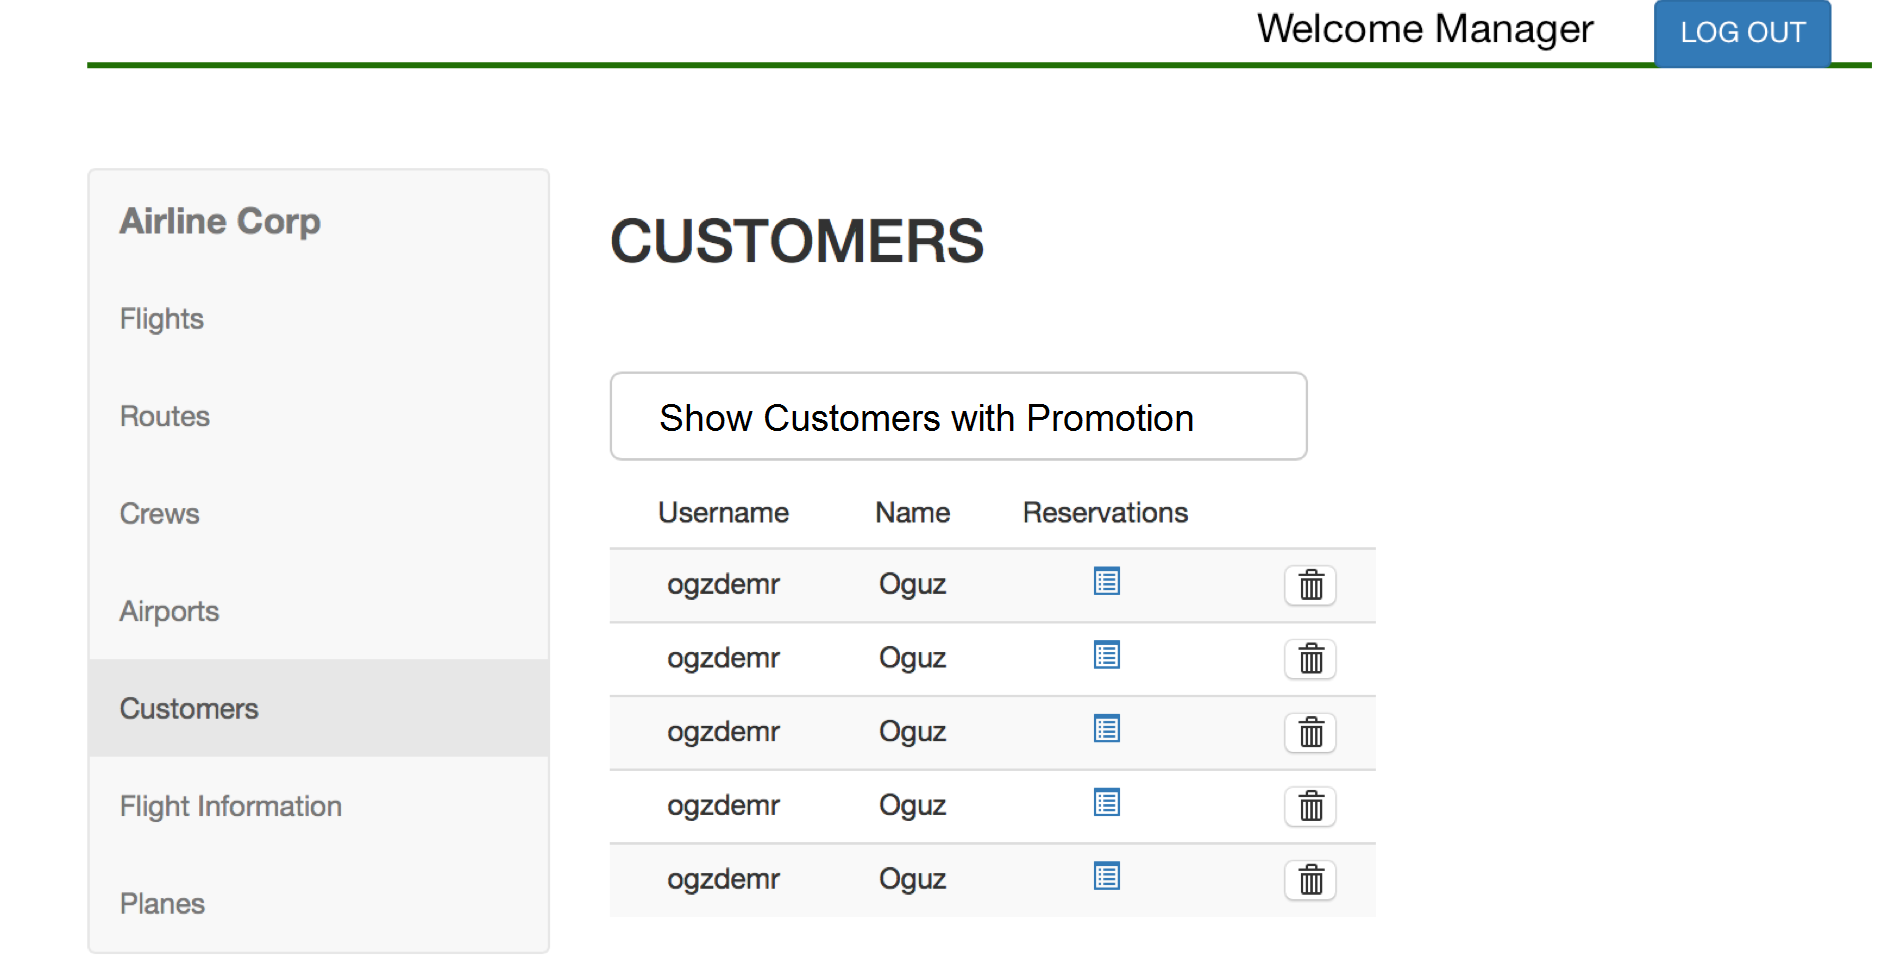 Welcome Manager
LOG OUT
Airline Corp
Flights
Routes
Crews
Airports
Customers
Flight Information
Planes
CUSTOMERS
Show Customers with Promotion
Username Name Reservations
ogzdemr Oguz
ogzdemr Oguz
ogzdemr Oguz
ogzdemr Oguz
ogzdemr Oguz